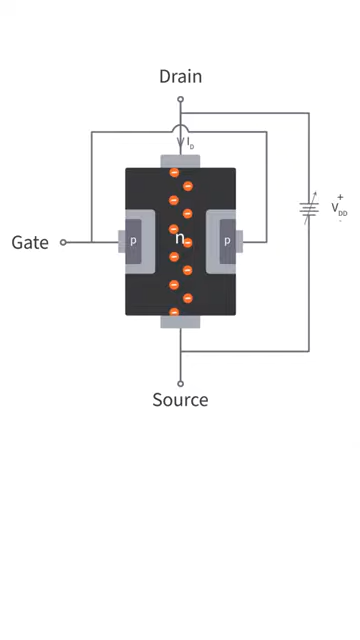 Drain
I_D
+
V_DD
-
Gate
p
n
p
Source